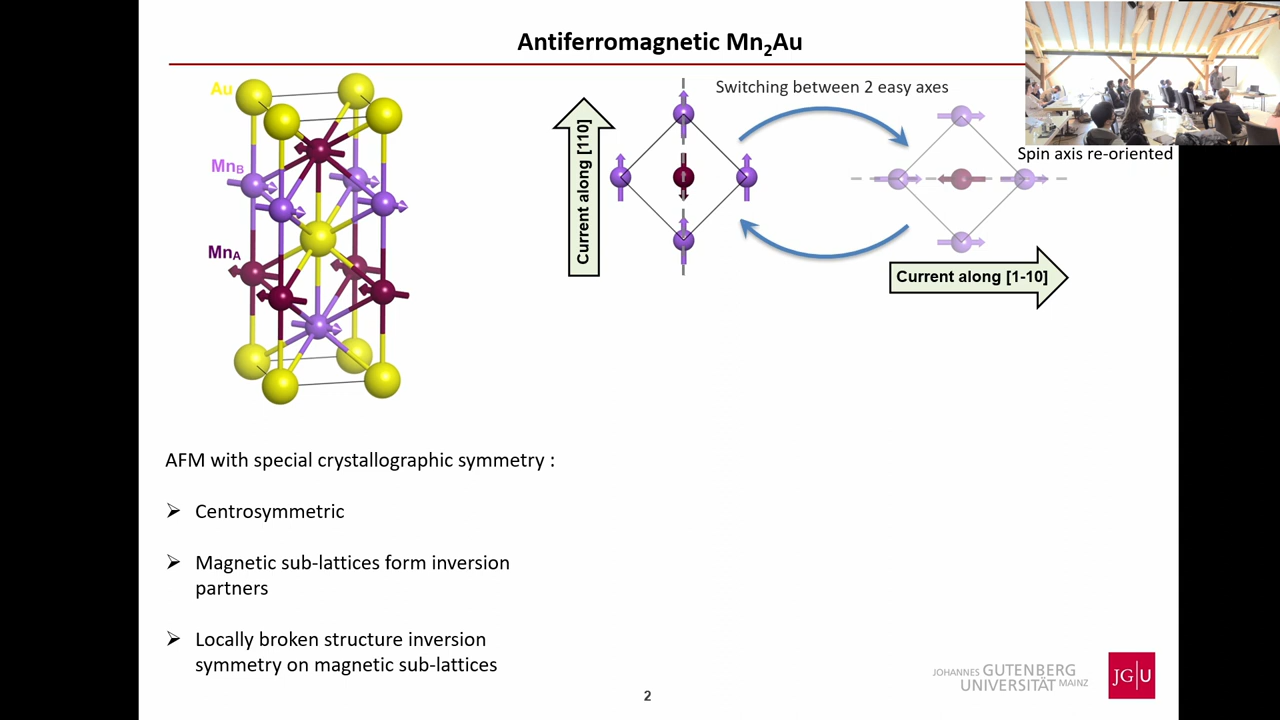 Antiferromagnetic Mn₂Au
Au
MnB
MnA
Current along [110]
Switching between 2 easy axes
Spin axis re-oriented
Current along [1-10]
AFM with special crystallographic symmetry :
➢ Centrosymmetric
➢ Magnetic sub-lattices form inversion
partners
➢ Locally broken structure inversion
symmetry on magnetic sub-lattices
2
JOHANNES GUTENBERG
UNIVERSITÄT MAINZ
JG|U